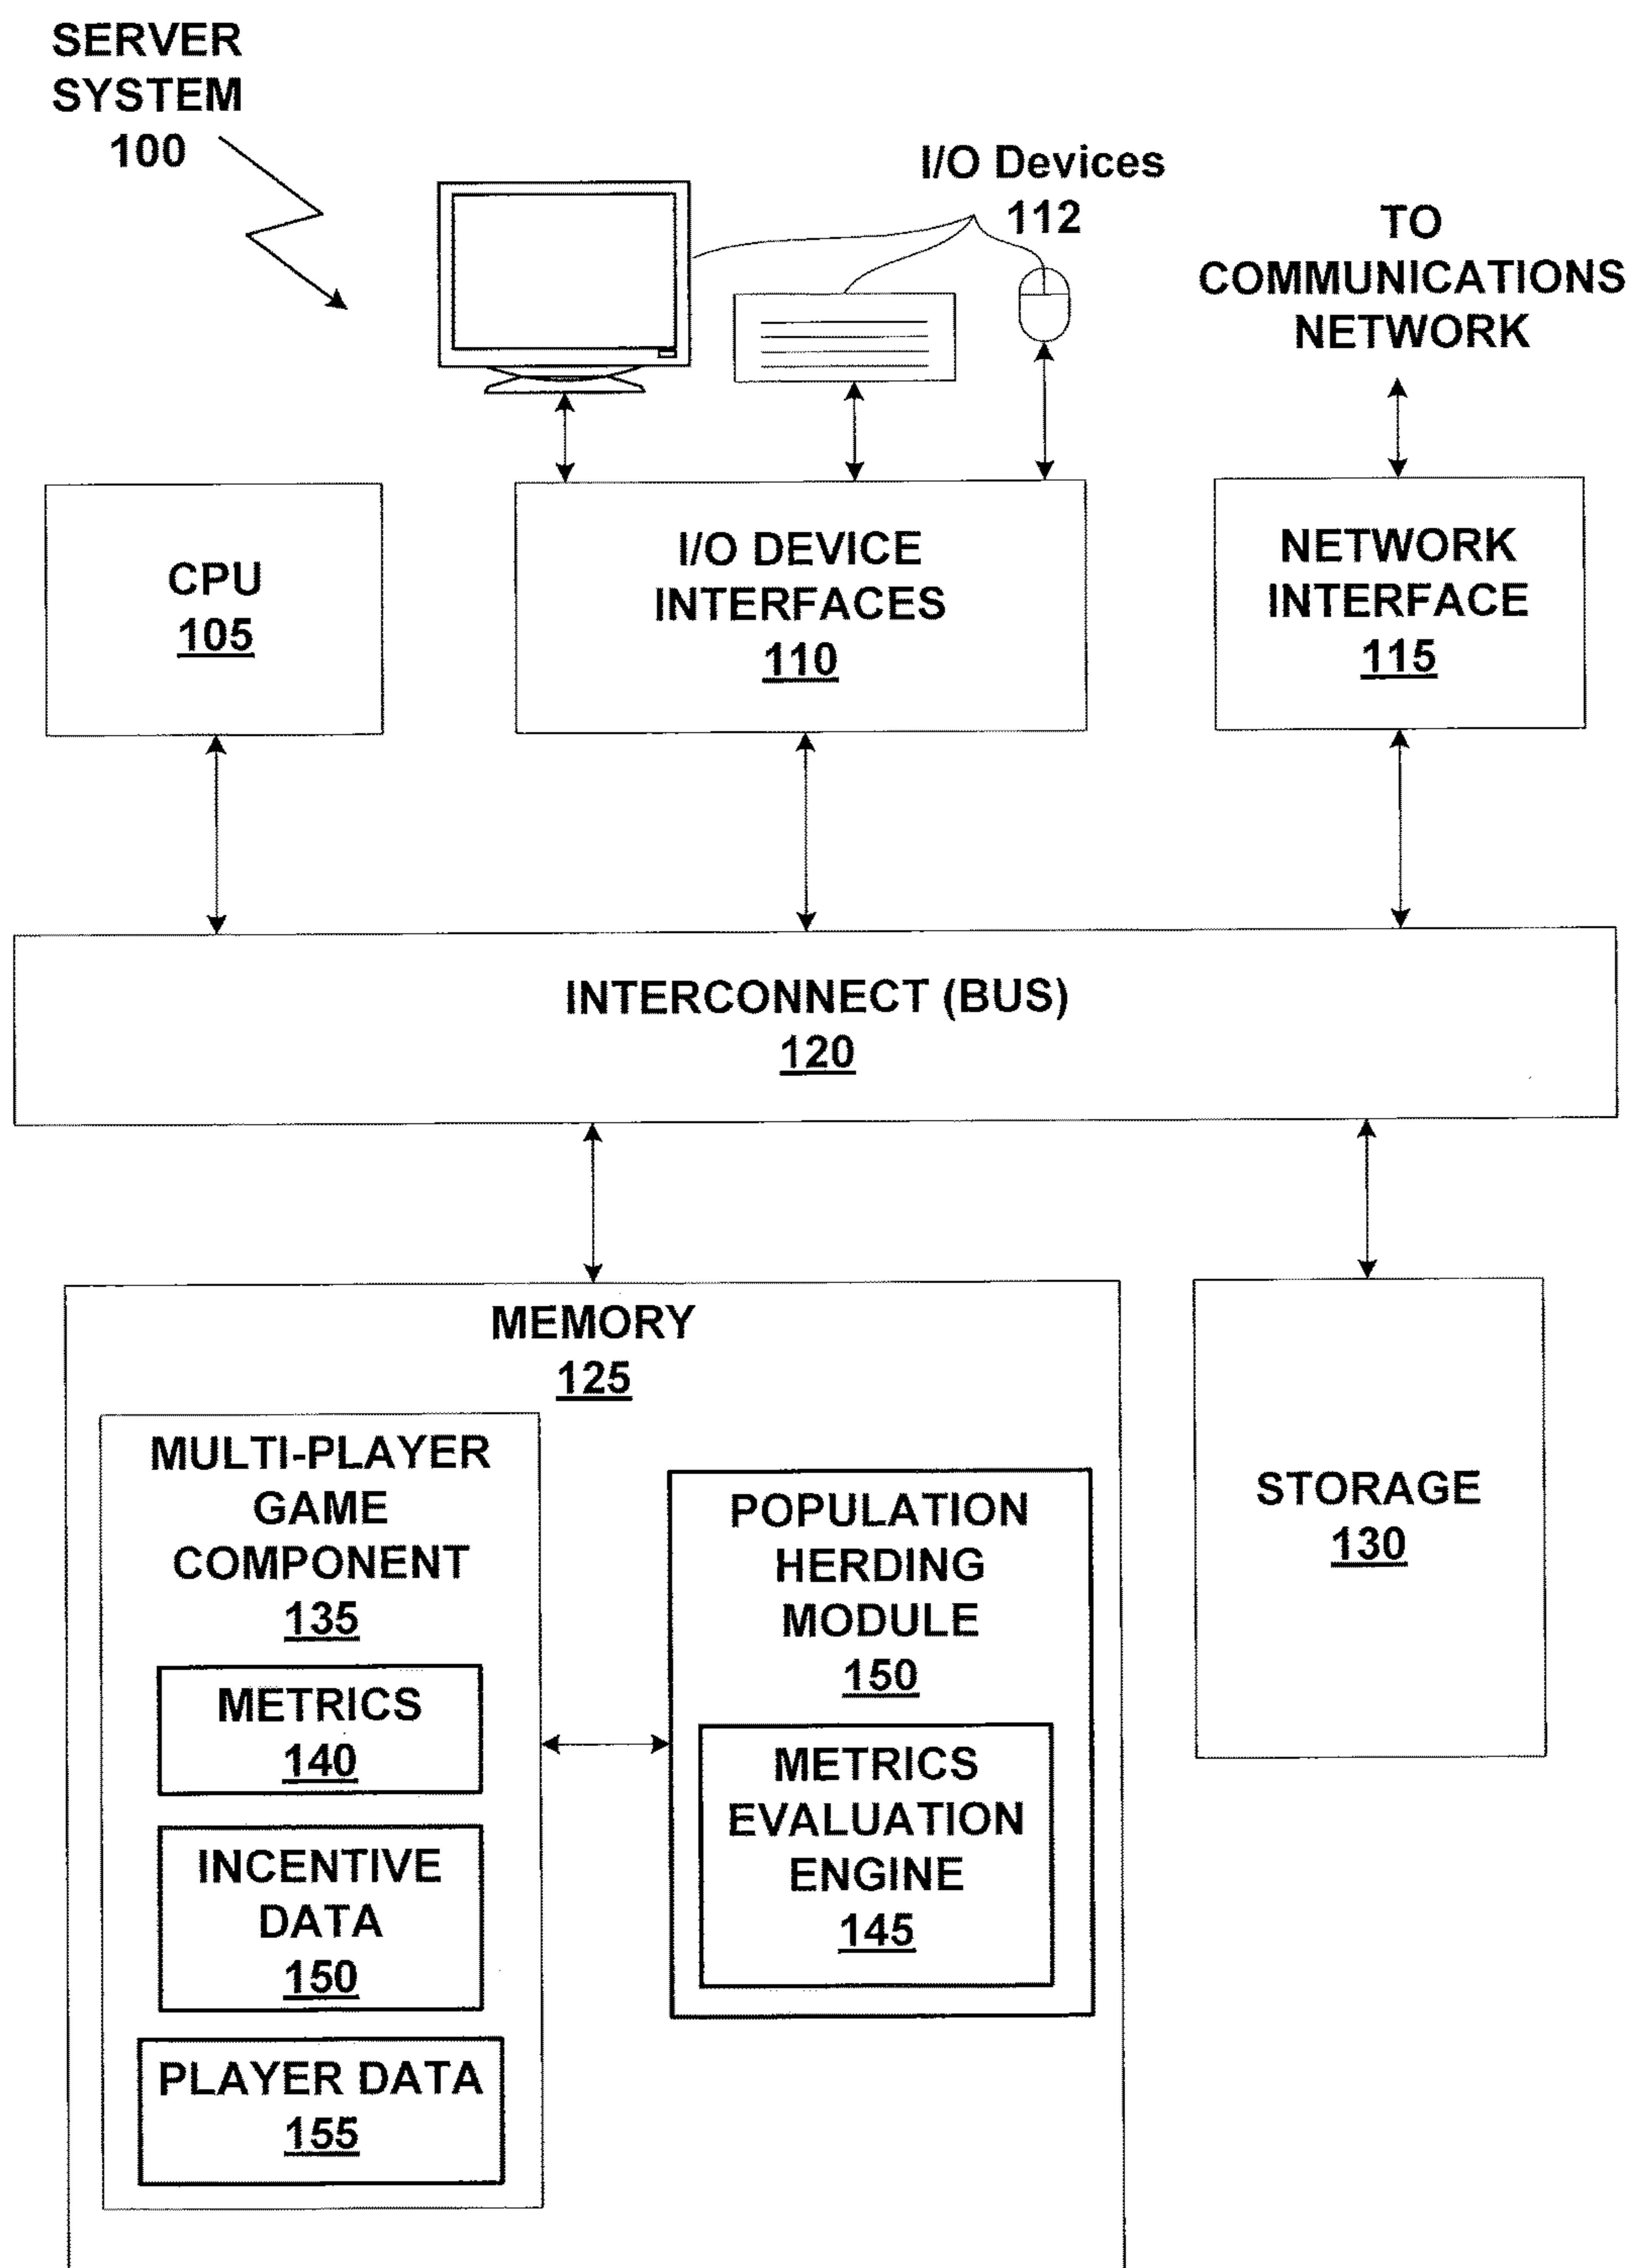 SERVER
SYSTEM
100
I/O Devices
112
TO
COMMUNICATIONS
NETWORK
CPU
105
I/O DEVICE
INTERFACES
110
NETWORK
INTERFACE
115
INTERCONNECT (BUS)
120
MEMORY
125
MULTI-PLAYER
GAME
COMPONENT
135
METRICS
140
INCENTIVE
DATA
150
PLAYER DATA
155
POPULATION
HERDING
MODULE
150
METRICS
EVALUATION
ENGINE
145
STORAGE
130